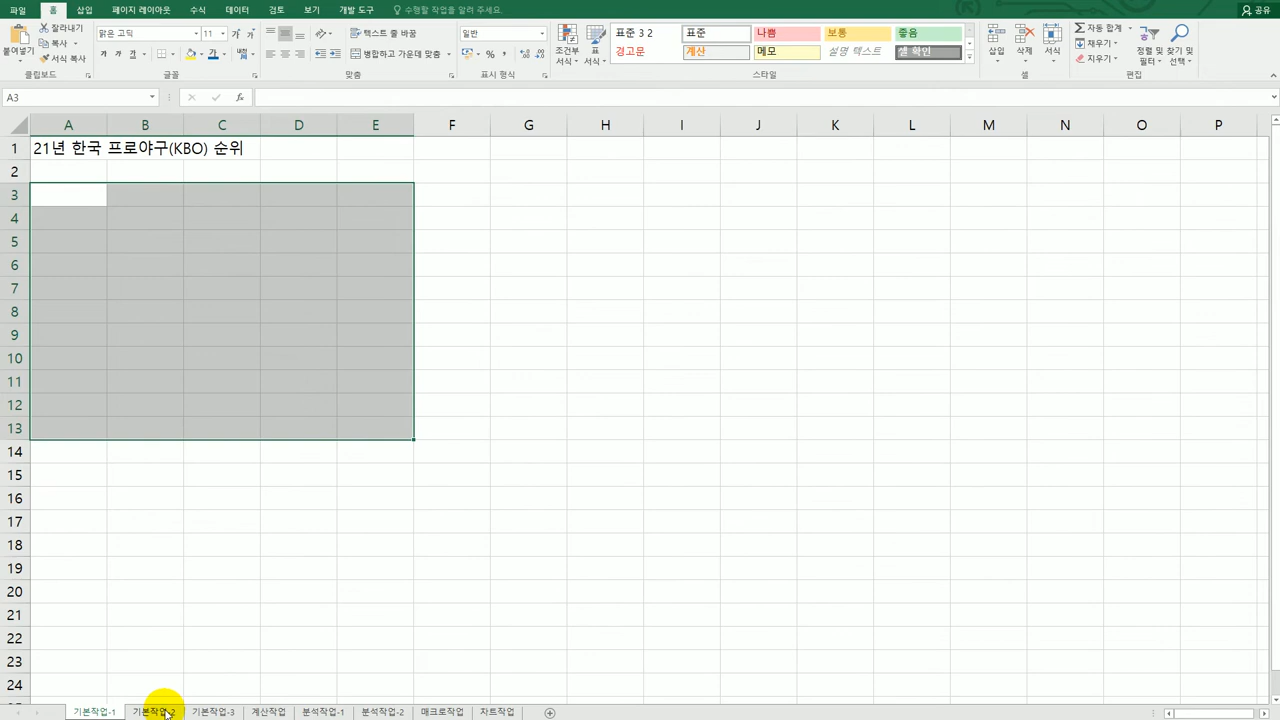 파일 홈 삽입 페이지 레이아웃 수식 데이터 검토 보기 개발 도구 수행할 작업을 알려 주세요. 공유
붙여넣기 잘라내기 복사 서식 복사
맑은 고딕 11 가 가
가 가 가
텍스트 줄 바꿈
병합하고 가운데 맞춤
일반
%
조건부 서식 표 서식
표준 3 2 표준 나쁨 보통 좋음
경고문 계산 메모 설명 텍스트 셀 확인
삽입 삭제 서식
자동 합계 채우기 지우기
정렬 및 필터 찾기 및 선택
클립보드 글꼴 맞춤 표시 형식 스타일 셀 편집
A3 fx
A B C D E F G H I J K L M N O P
1 21년 한국 프로야구(KBO) 순위
2
3
4
5
6
7
8
9
10
11
12
13
14
15
16
17
18
19
20
21
22
23
24
기본작업-1 기본작업-2 기본작업-3 계산작업 분석작업-1 분석작업-2 매크로작업 차트작업